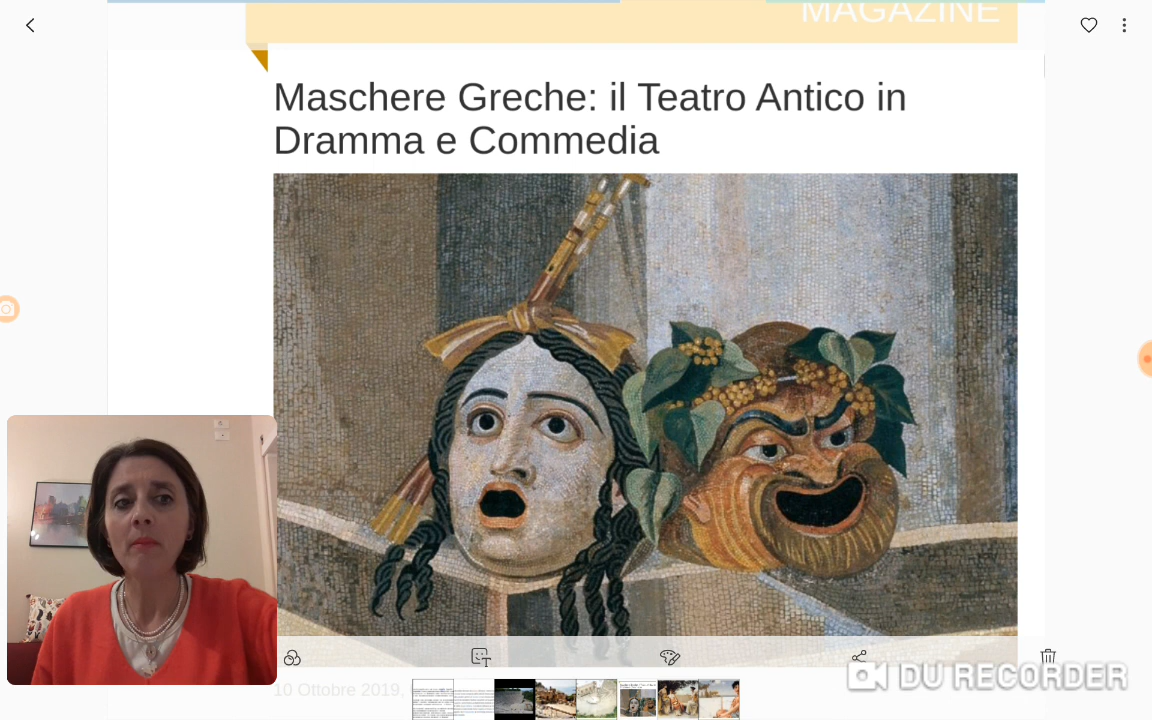 MAGAZINE
Maschere Greche: il Teatro Antico in
Dramma e Commedia
10 Ottobre 2019,
DU RECORDER